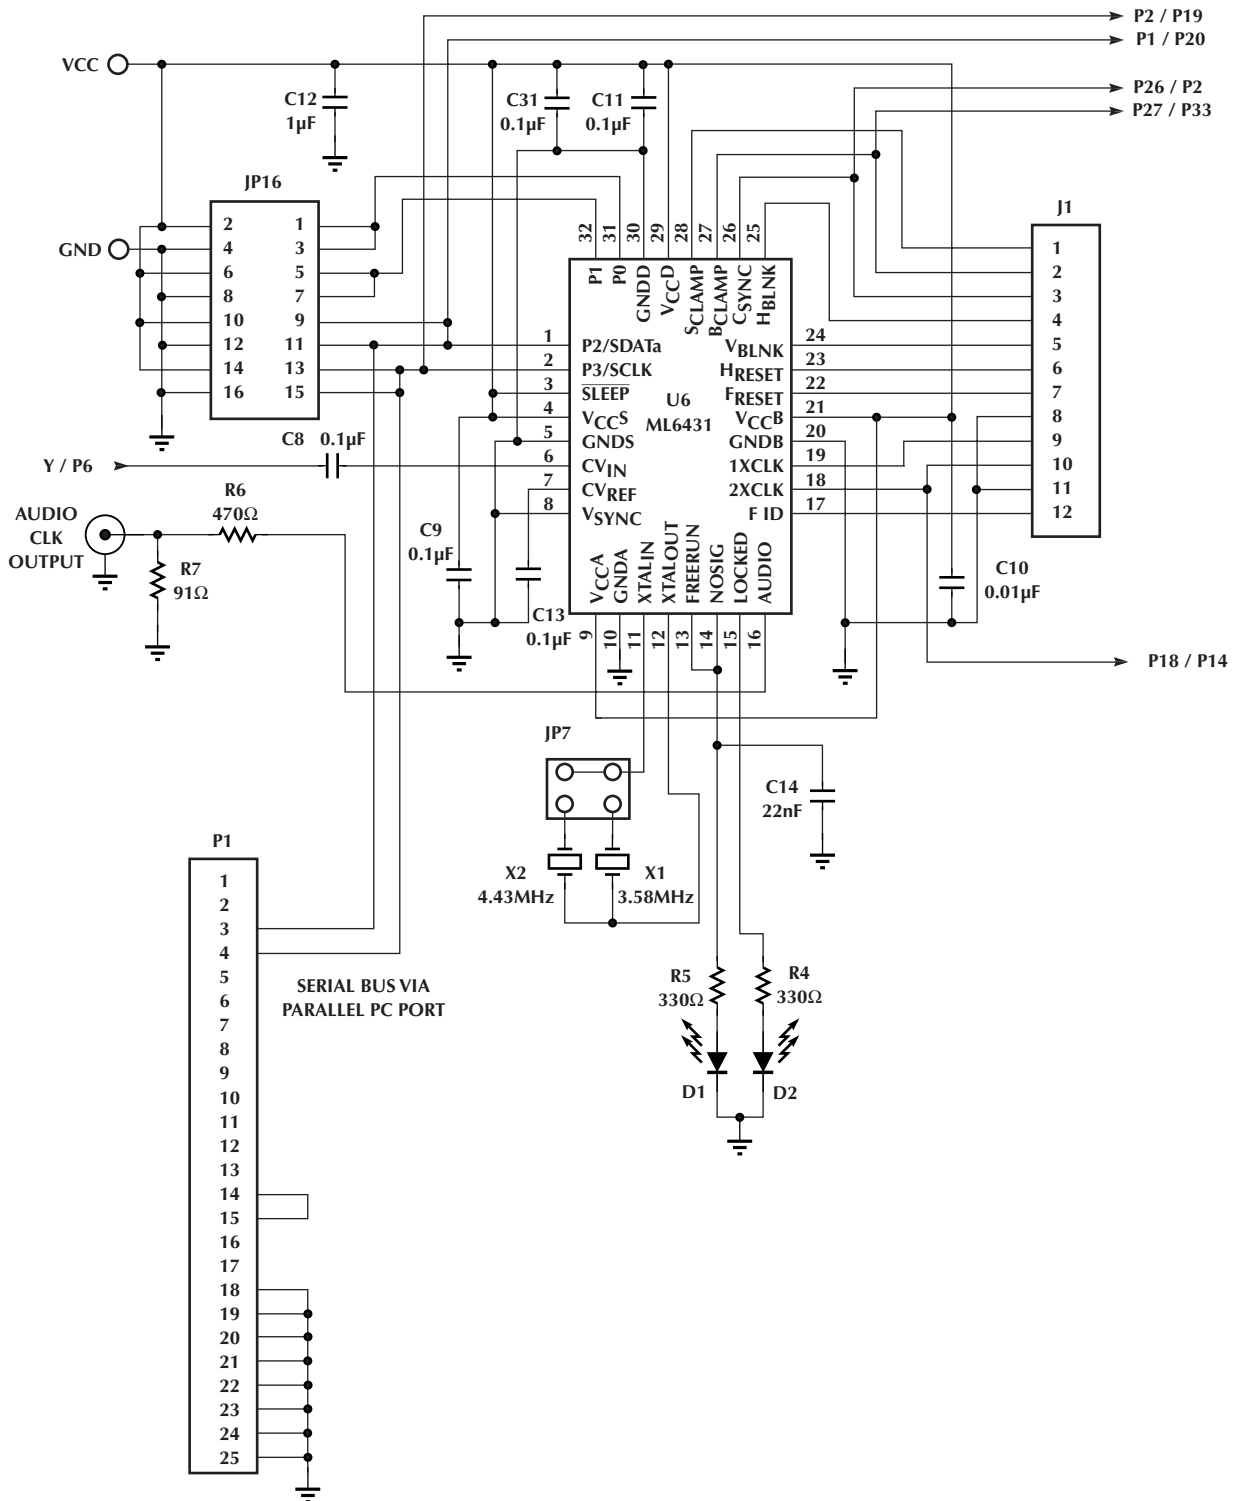 P2 / P19
P1 / P20
VCC
P26 / P2
P27 / P33
C12
1µF
C31
0.1µF
C11
0.1µF
JP16
2 1
4 3
6 5
8 7
10 9
12 11
14 13
16 15
GND
J1
1
2
3
4
5
6
7
8
9
10
11
12
32 31 30 29 28 27 26 25
P1 P0 GNDD VCCD SCLAMP BCLAMP CSYNC HBLNK
1 P2/SDATa
2 P3/SCLK
3 SLEEP
4 VCCS
5 GNDS
6 CVIN
7 CVREF
8 VSYNC
U6
ML6431
VBLNK 24
HRESET 23
FRESET 22
VCCB 21
GNDB 20
1XCLK 19
2XCLK 18
F ID 17
VCCA GNDA XTALIN XTALOUT FREERUN NOSIG LOCKED AUDIO
9 10 11 12 13 14 15 16
C8 0.1µF
Y / P6
AUDIO
CLK
OUTPUT
R6
470Ω
R7
91Ω
C9
0.1µF
C13
0.1µF
C10
0.01µF
P18 / P14
JP7
C14
22nF
X2
4.43MHz
X1
3.58MHz
R5
330Ω
R4
330Ω
D1
D2
P1
1
2
3
4
5
6
7
8
9
10
11
12
13
14
15
16
17
18
19
20
21
22
23
24
25
SERIAL BUS VIA
PARALLEL PC PORT